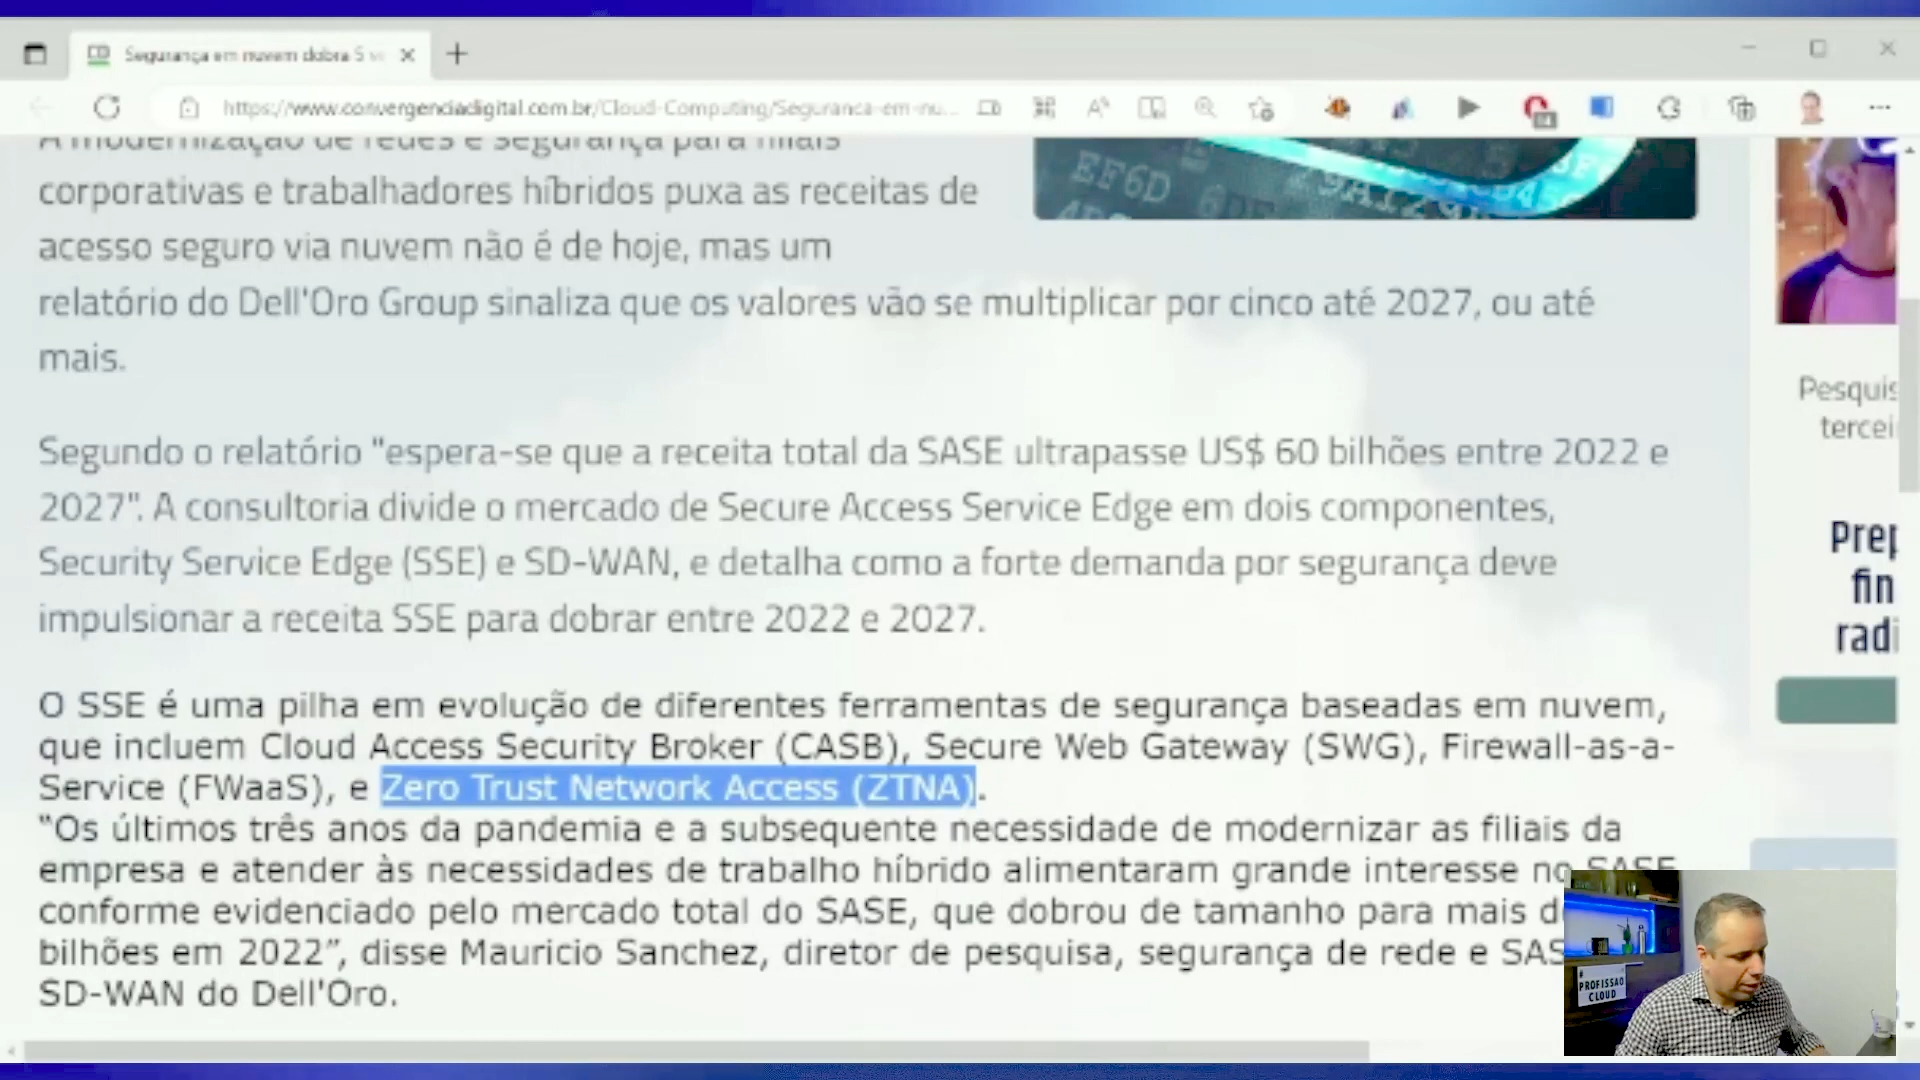 Segurança em nuvem dobra 5 v
https://www.convergenciadigital.com.br/Cloud-Computing/Seguranca-em-nu...
A modernização de redes e segurança para filiais
corporativas e trabalhadores híbridos puxa as receitas de
acesso seguro via nuvem não é de hoje, mas um
relatório do Dell'Oro Group sinaliza que os valores vão se multiplicar por cinco até 2027, ou até
mais.
Segundo o relatório "espera-se que a receita total da SASE ultrapasse US$ 60 bilhões entre 2022 e
2027". A consultoria divide o mercado de Secure Access Service Edge em dois componentes,
Security Service Edge (SSE) e SD-WAN, e detalha como a forte demanda por segurança deve
impulsionar a receita SSE para dobrar entre 2022 e 2027.
O SSE é uma pilha em evolução de diferentes ferramentas de segurança baseadas em nuvem,
que incluem Cloud Access Security Broker (CASB), Secure Web Gateway (SWG), Firewall-as-a-
Service (FWaaS), e Zero Trust Network Access (ZTNA).
“Os últimos três anos da pandemia e a subsequente necessidade de modernizar as filiais da
empresa e atender às necessidades de trabalho híbrido alimentaram grande interesse no SASE
conforme evidenciado pelo mercado total do SASE, que dobrou de tamanho para mais d
bilhões em 2022”, disse Mauricio Sanchez, diretor de pesquisa, segurança de rede e SAS
SD-WAN do Dell'Oro.
EF6D
Pesquis
tercei
Prep
fin
radi
PROFISSÃO
CLOUD